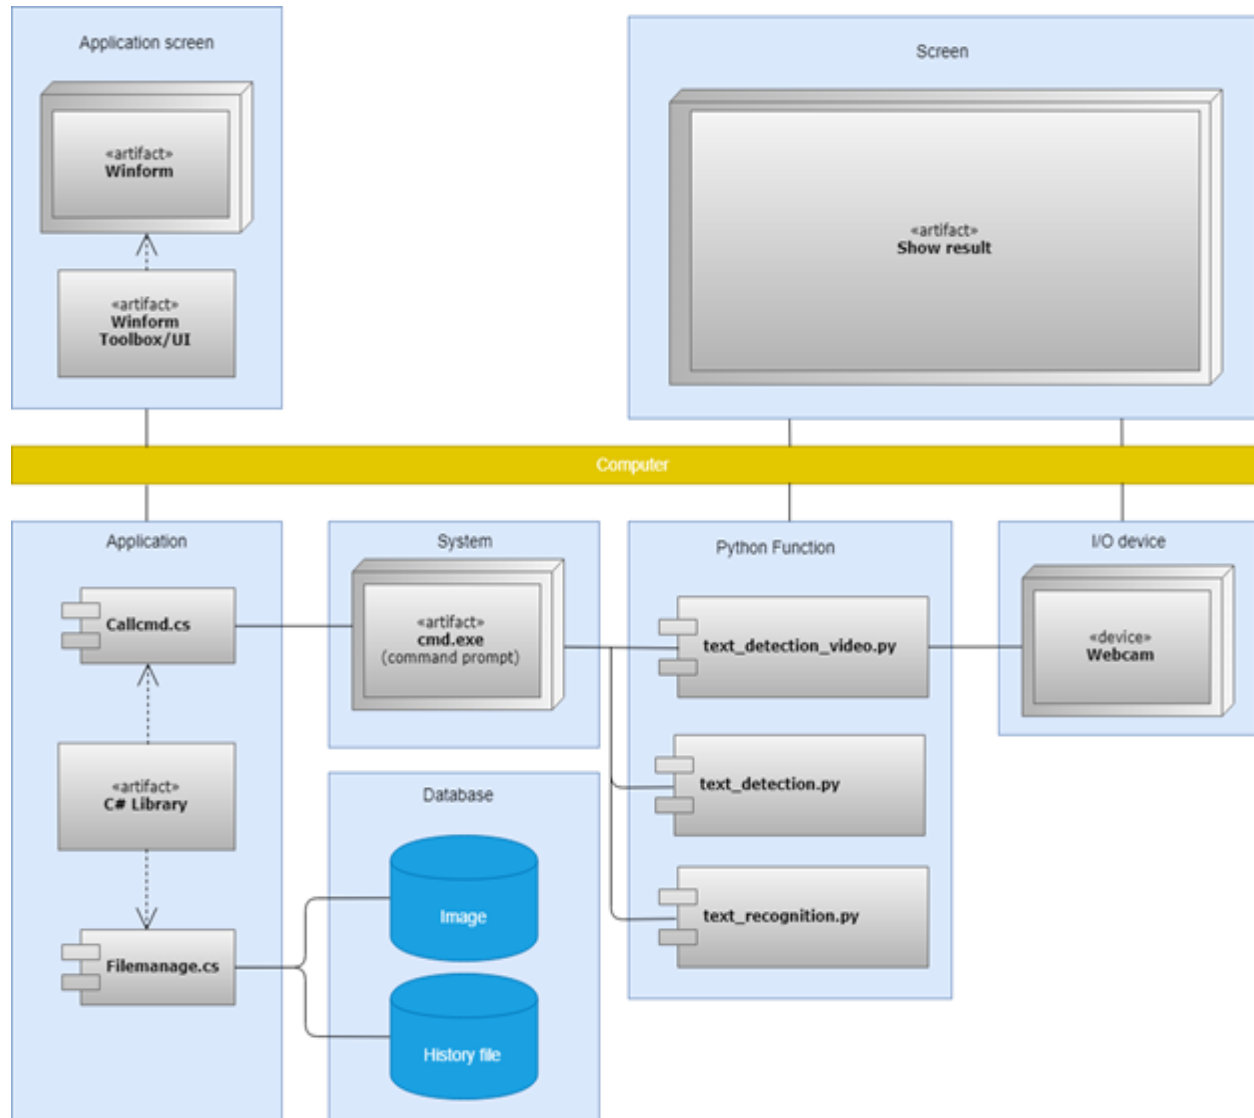 Application screen
«artifact»
Winform
«artifact»
Winform
Toolbox/UI
Screen
«artifact»
Show result
Computer
Application
Callcmd.cs
«artifact»
C# Library
Filemanage.cs
System
«artifact»
cmd.exe
(command prompt)
Database
Image
History file
Python Function
text_detection_video.py
text_detection.py
text_recognition.py
I/O device
«device»
Webcam